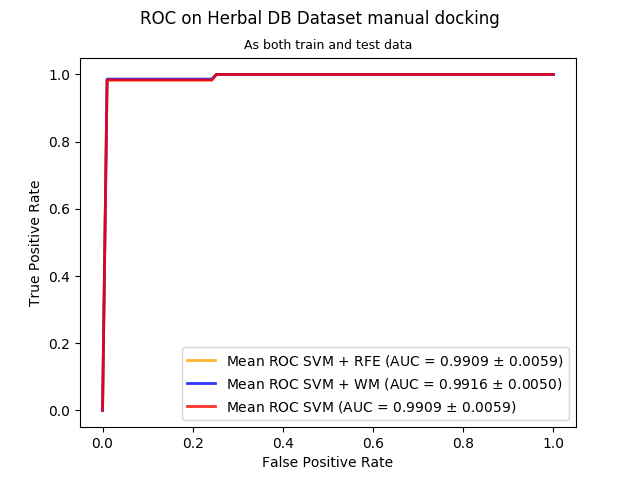 ROC on Herbal DB Dataset manual docking
As both train and test data
1.0
0.8
0.6
0.4
0.2
0.0
True Positive Rate
Mean ROC SVM + RFE (AUC = 0.9909 ± 0.0059)
Mean ROC SVM + WM (AUC = 0.9916 ± 0.0050)
Mean ROC SVM (AUC = 0.9909 ± 0.0059)
0.0 0.2 0.4 0.6 0.8 1.0
False Positive Rate